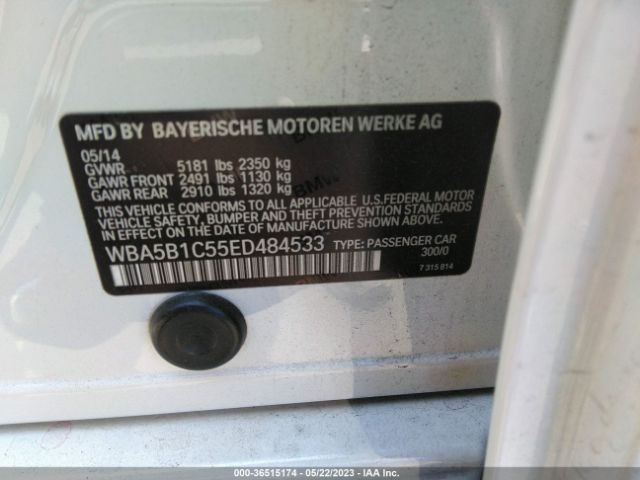 MFD BY BAYERISCHE MOTOREN WERKE AG
05/14
GVWR 5181 lbs 2350 kg
GAWR FRONT 2491 lbs 1130 kg
GAWR REAR 2910 lbs 1320 kg
THIS VEHICLE CONFORMS TO ALL APPLICABLE U.S.FEDERAL MOTOR
VEHICLE SAFETY, BUMPER AND THEFT PREVENTION STANDARDS
IN EFFECT ON THE DATE OF MANUFACTURE SHOWN ABOVE.
WBA5B1C55ED484533 TYPE: PASSENGER CAR
300/0
7 315 814
BMW
000-36515174 - 05/22/2023 - IAA Inc.